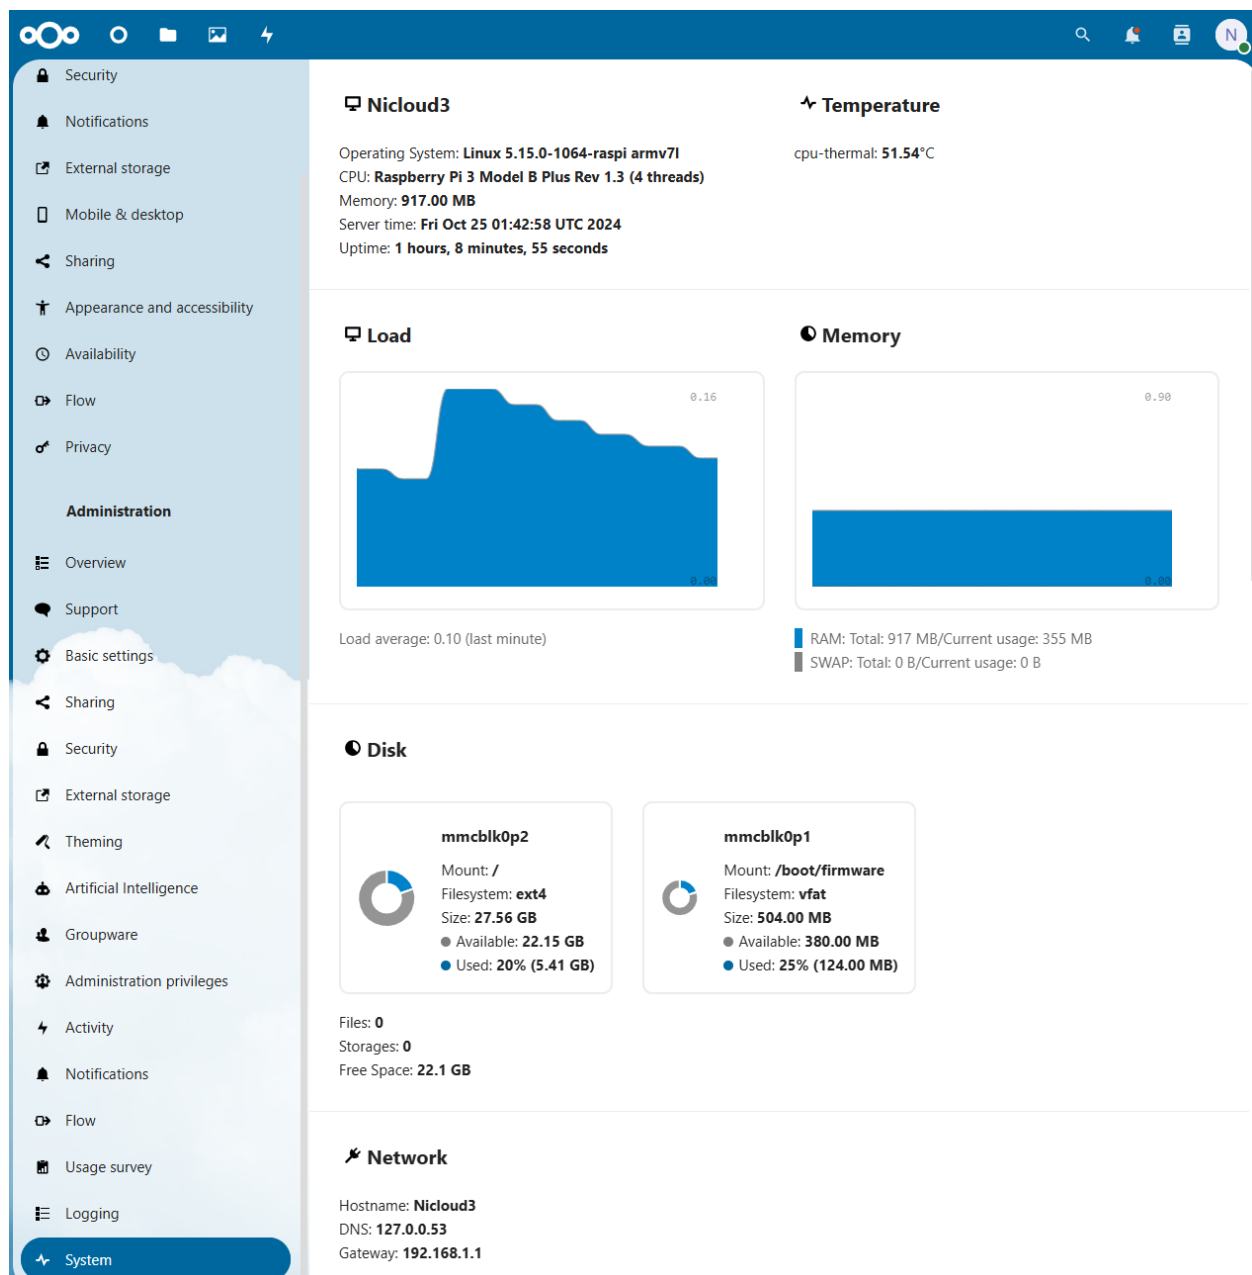 N
Security
Notifications
External storage
Mobile & desktop
Sharing
Appearance and accessibility
Availability
Flow
Privacy
Administration
Overview
Support
Basic settings
Sharing
Security
External storage
Theming
Artificial Intelligence
Groupware
Administration privileges
Activity
Notifications
Flow
Usage survey
Logging
System
Nicloud3
Operating System: Linux 5.15.0-1064-raspi armv7l
CPU: Raspberry Pi 3 Model B Plus Rev 1.3 (4 threads)
Memory: 917.00 MB
Server time: Fri Oct 25 01:42:58 UTC 2024
Uptime: 1 hours, 8 minutes, 55 seconds
Temperature
cpu-thermal: 51.54°C
Load
0.16
0.00
Load average: 0.10 (last minute)
Memory
0.90
0.00
RAM: Total: 917 MB/Current usage: 355 MB
SWAP: Total: 0 B/Current usage: 0 B
Disk
mmcblk0p2
Mount: /
Filesystem: ext4
Size: 27.56 GB
Available: 22.15 GB
Used: 20% (5.41 GB)
mmcblk0p1
Mount: /boot/firmware
Filesystem: vfat
Size: 504.00 MB
Available: 380.00 MB
Used: 25% (124.00 MB)
Files: 0
Storages: 0
Free Space: 22.1 GB
Network
Hostname: Nicloud3
DNS: 127.0.0.53
Gateway: 192.168.1.1